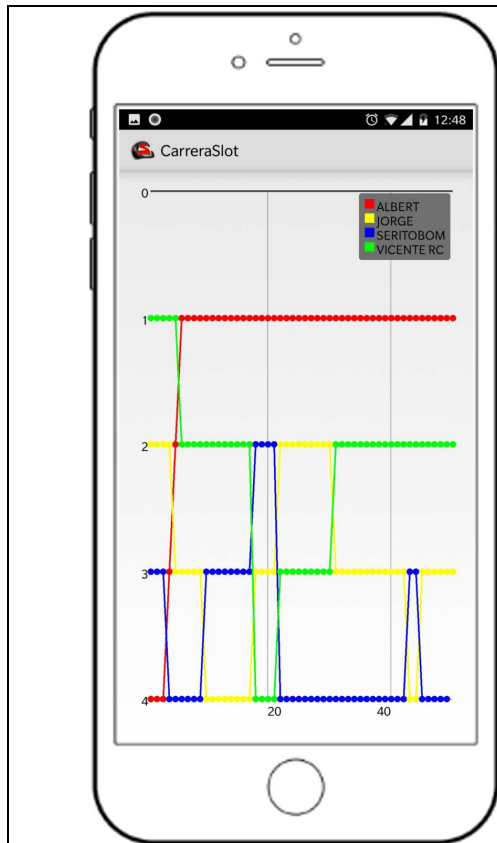 12:48
CarreraSlot
0
ALBERT
JORGE
SERITOBOM
VICENTE RC
1
2
3
4
20 40